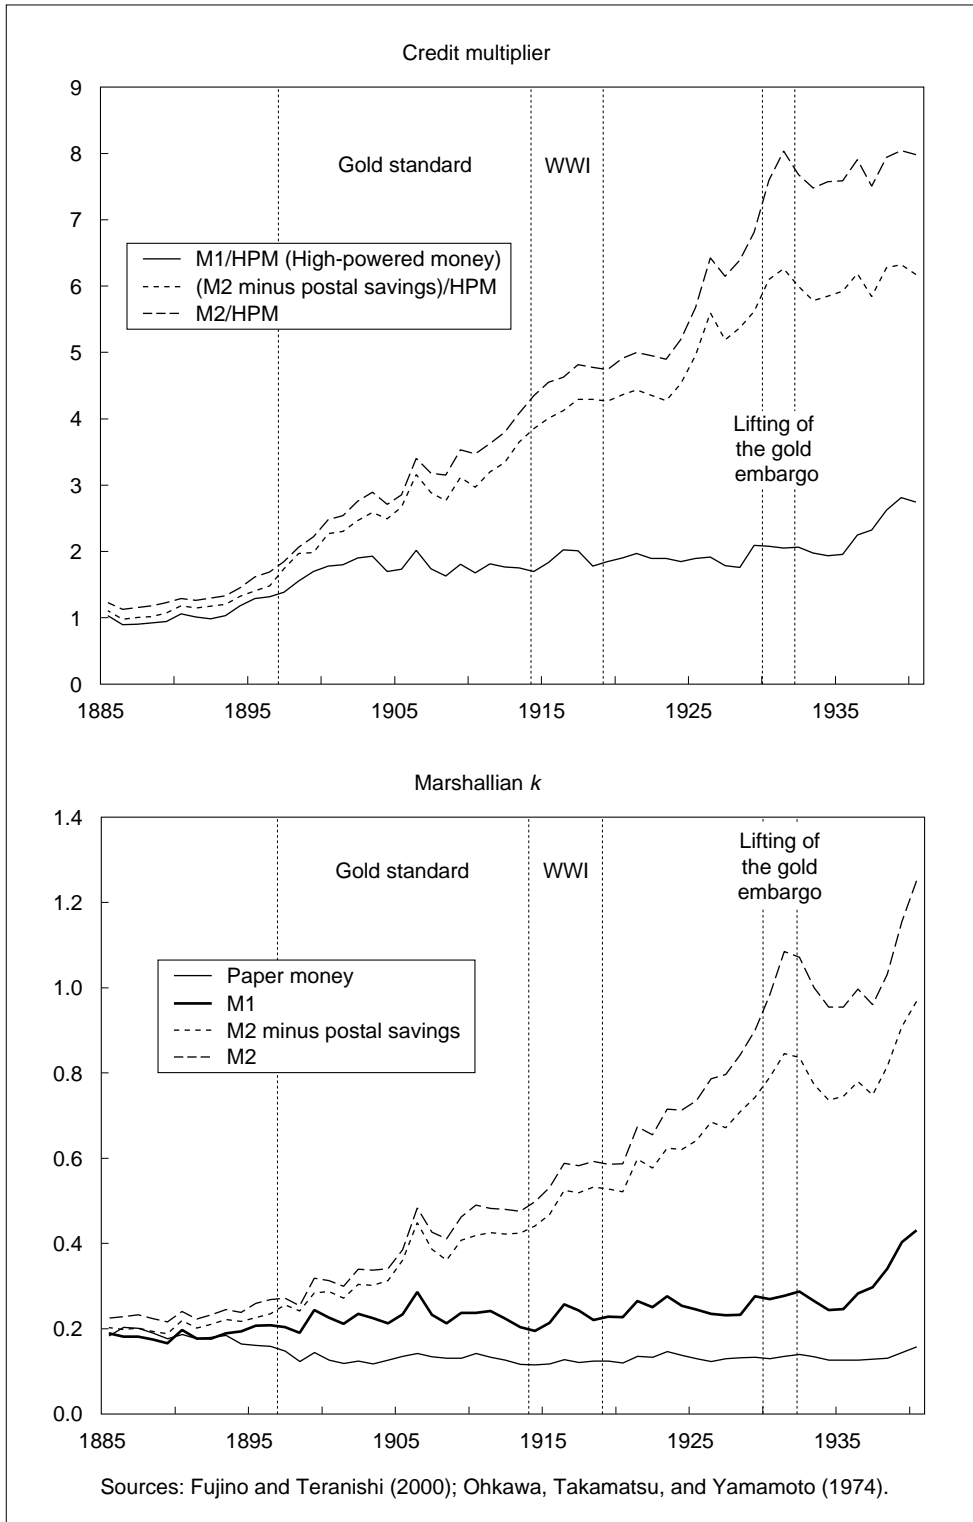 Credit multiplier
9
8
7
6
5
4
3
2
1
0
Gold standard
WWI
M1/HPM (High-powered money)
(M2 minus postal savings)/HPM
M2/HPM
Lifting of
the gold
embargo
1885 1895 1905 1915 1925 1935
Marshallian k
1.4
1.2
1.0
0.8
0.6
0.4
0.2
0.0
Gold standard
WWI
Lifting of
the gold
embargo
Paper money
M1
M2 minus postal savings
M2
1885 1895 1905 1915 1925 1935
Sources: Fujino and Teranishi (2000); Ohkawa, Takamatsu, and Yamamoto (1974).